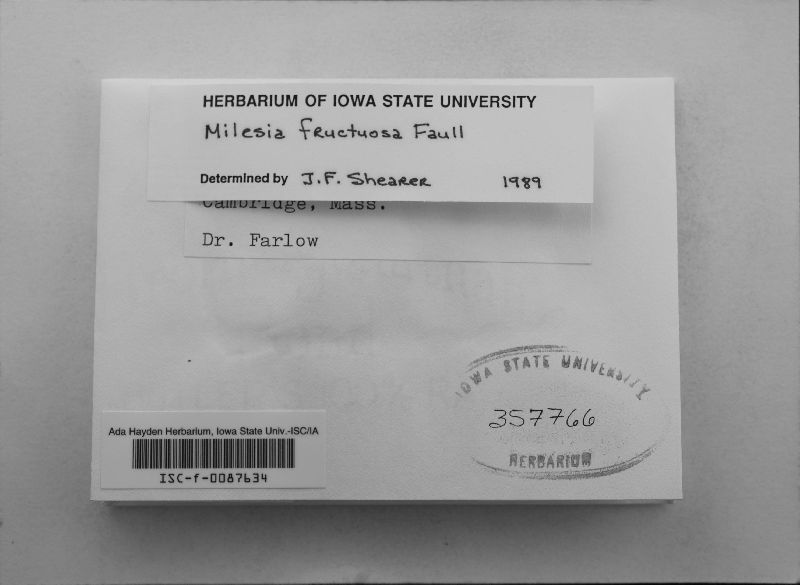 HERBARIUM OF IOWA STATE UNIVERSITY
Milesia fructuosa Faull
Determined by J.F. Shearer 1989
Cambridge, Mass.
Dr. Farlow
IOWA STATE UNIVERSITY
357766
HERBARIUM
Ada Hayden Herbarium, Iowa State Univ.-ISC/IA
ISC-f-0087634